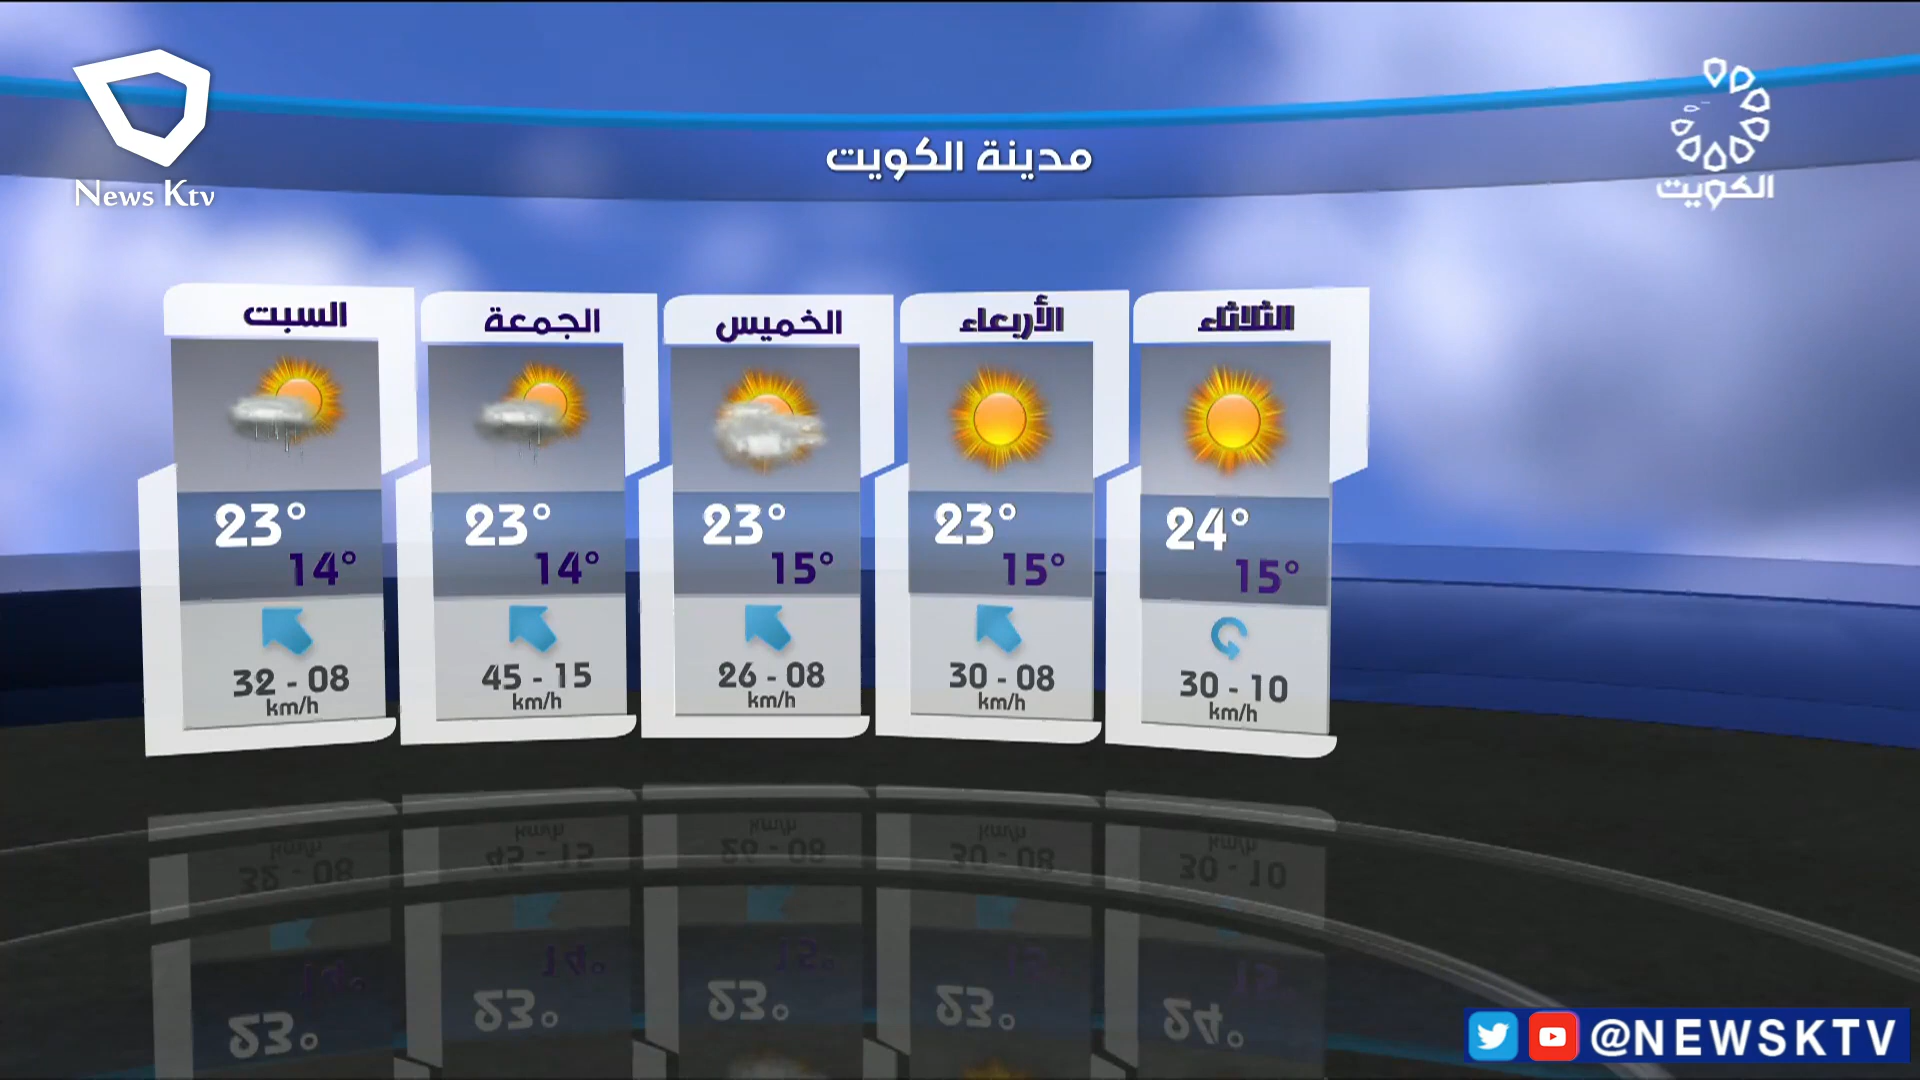 News Ktv
مدينة الكويت
الكويت
الثلاثاء
24°
15°
30 - 10
km/h
الأربعاء
23°
15°
30 - 08
km/h
الخميس
23°
15°
26 - 08
km/h
الجمعة
23°
14°
45 - 15
km/h
السبت
23°
14°
32 - 08
km/h
@NEWSKTV